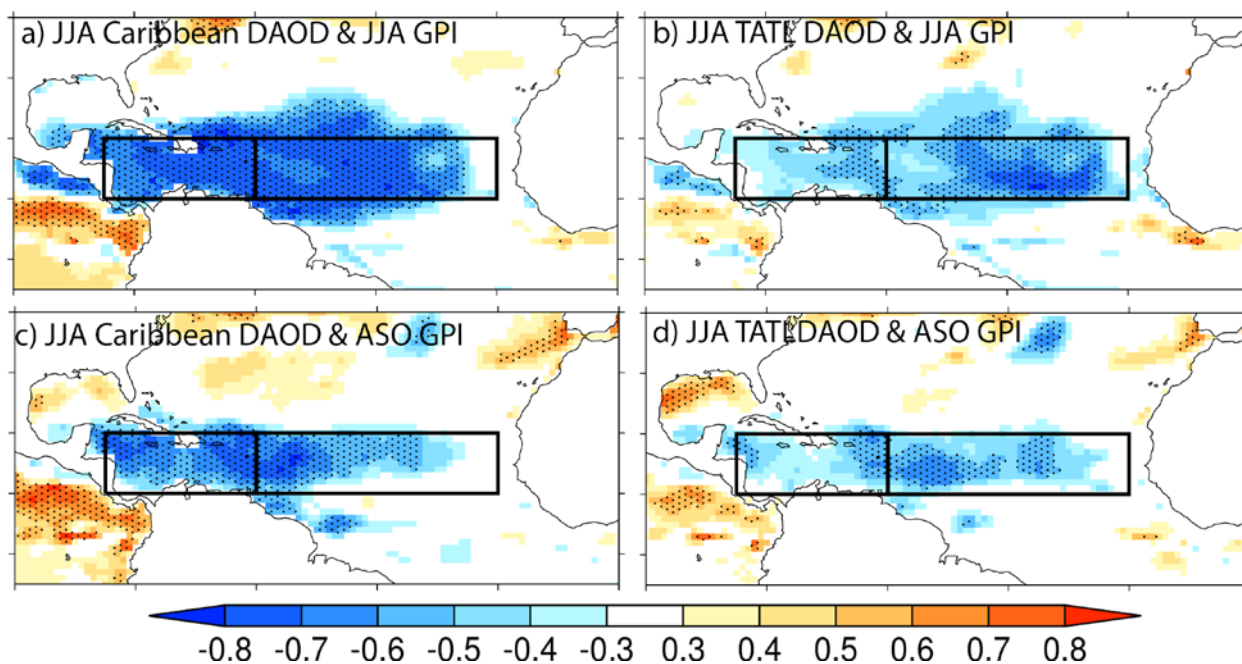 a) JJA Caribbean DAOD & JJA GPI
b) JJA TATL DAOD & JJA GPI
c) JJA Caribbean DAOD & ASO GPI
d) JJA TATL DAOD & ASO GPI
-0.8 -0.7 -0.6 -0.5 -0.4 -0.3 0.3 0.4 0.5 0.6 0.7 0.8